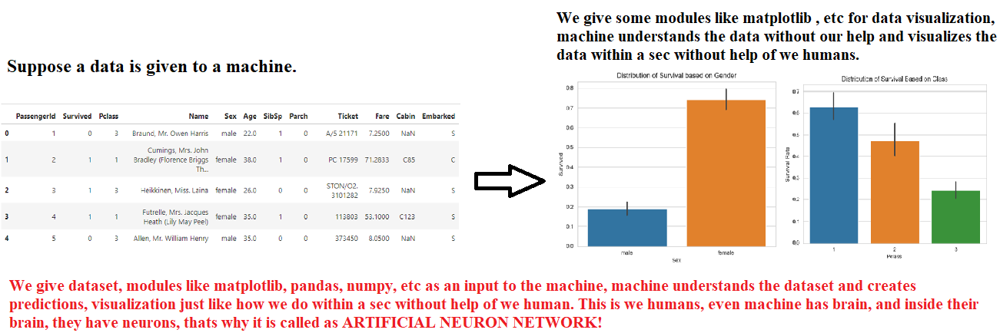 We give some modules like matplotlib , etc for data visualization,
machine understands the data without our help and visualizes the
data within a sec without help of we humans.
Suppose a data is given to a machine.
PassengerId Survived Pclass Name Sex Age SibSp Parch Ticket Fare Cabin Embarked
0 1 0 3 Braund, Mr. Owen Harris male 22.0 1 0 A/5 21171 7.2500 NaN S
Cumings, Mrs. John
1 2 1 1 Bradley (Florence Briggs female 38.0 1 0 PC 17599 71.2833 C85 C
Th...
2 3 1 3 Heikkinen, Miss. Laina female 26.0 0 0 STON/O2. 7.9250 NaN S
3101282
Futrelle, Mrs. Jacques
3 4 1 1 Heath (Lily May Peel) female 35.0 1 0 113803 53.1000 C123 S
4 5 0 3 Allen, Mr. William Henry male 35.0 0 0 373450 8.0500 NaN S
Distribution of Survival based on Gender
Survived
0.8
0.7
0.6
0.5
0.4
0.3
0.2
0.1
0.0
male female
Sex
Distribution of Survival Based on Class
Survival Rate
0.7
0.6
0.5
0.4
0.3
0.2
0.1
0.0
1 2 3
Pclass
We give dataset, modules like matplotlib, pandas, numpy, etc as an input to the machine, machine understands the dataset and creates
predictions, visualization just like how we do within a sec without help of we human. This is we humans, even machine has brain, and inside their
brain, they have neurons, thats why it is called as ARTIFICIAL NEURON NETWORK!